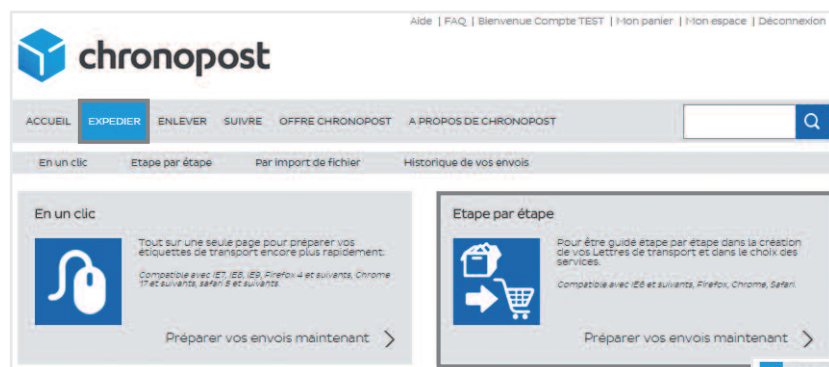 Aide | FAQ | Bienvenue Compte TEST | Mon panier | Mon espace | Déconnexion
chronopost
ACCUEIL EXPEDIER ENLEVER SUIVRE OFFRE CHRONOPOST A PROPOS DE CHRONOPOST
En un clic Etape par étape Par import de fichier Historique de vos envois
En un clic
Tout sur une seule page pour préparer vos
étiquettes de transport encore plus rapidement.
Compatible avec IE7, IE8, IE9, Firefox 4 et suivants, Chrome
17 et suivants, safari 5 et suivants.
Préparer vos envois maintenant
Etape par étape
Pour être guidé étape par étape dans la création
de vos Lettres de transport et dans le choix des
services.
Compatible avec IE6 et suivants, Firefox, Chrome, Safari.
Préparer vos envois maintenant